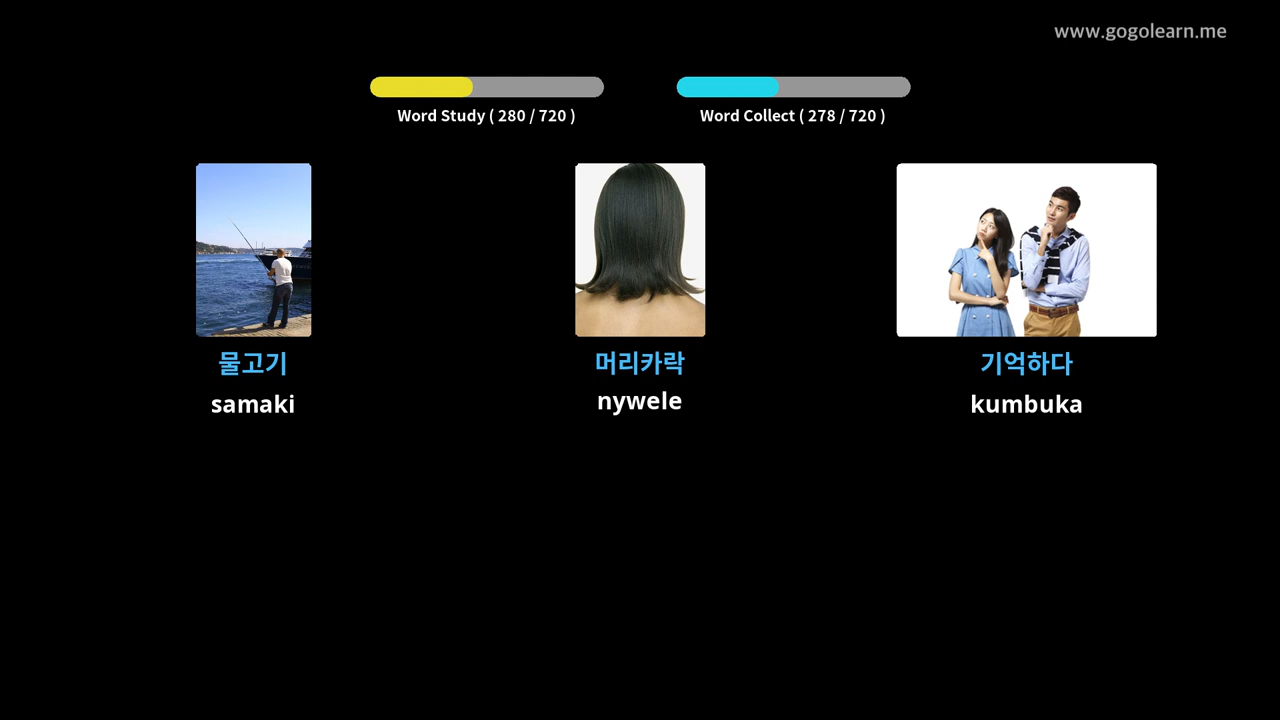 www.gogolearn.me
Word Study ( 280 / 720 )
Word Collect ( 278 / 720 )
물고기
samaki
머리카락
nywele
기억하다
kumbuka